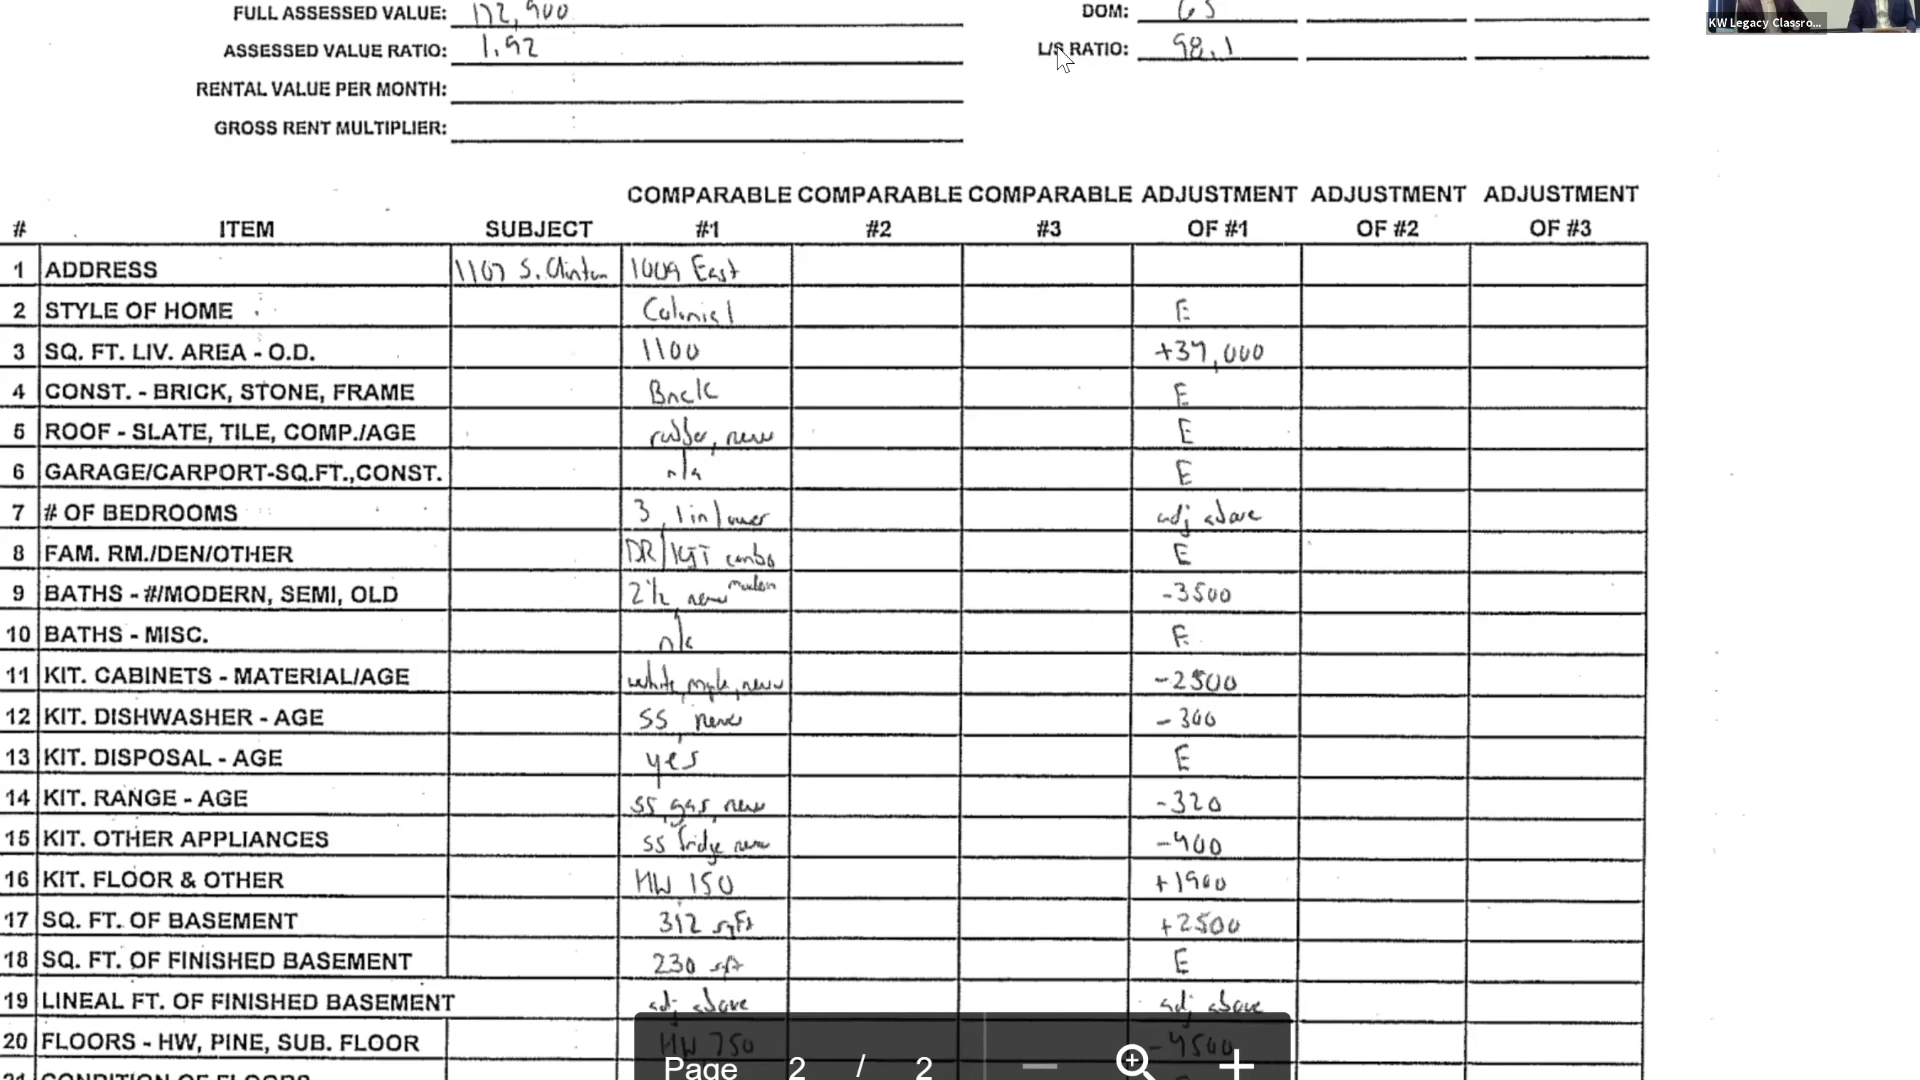 KW Legacy Classro...
FULL ASSESSED VALUE: 172,900 DOM: 65
ASSESSED VALUE RATIO: 1.92 L/S RATIO: 98.1
RENTAL VALUE PER MONTH:
GROSS RENT MULTIPLIER:
COMPARABLE COMPARABLE COMPARABLE ADJUSTMENT ADJUSTMENT ADJUSTMENT
# ITEM SUBJECT #1 #2 #3 OF #1 OF #2 OF #3
1 ADDRESS 1107 S. Clinton 1009 East
2 STYLE OF HOME Colonial E
3 SQ. FT. LIV. AREA - O.D. 1100 +37,000
4 CONST. - BRICK, STONE, FRAME Brick E
5 ROOF - SLATE, TILE, COMP./AGE rubber, new E
6 GARAGE/CARPORT-SQ.FT.,CONST. n/a E
7 # OF BEDROOMS 3, 1 in lower adj above
8 FAM. RM./DEN/OTHER DR/KIT combo E
9 BATHS - #/MODERN, SEMI, OLD 2½ new modern -3500
10 BATHS - MISC. n/a E
11 KIT. CABINETS - MATERIAL/AGE white, maple, new -2500
12 KIT. DISHWASHER - AGE SS, new -300
13 KIT. DISPOSAL - AGE yes E
14 KIT. RANGE - AGE SS, gas, new -320
15 KIT. OTHER APPLIANCES SS fridge new -400
16 KIT. FLOOR & OTHER HW 150 +1900
17 SQ. FT. OF BASEMENT 312 sqft +2500
18 SQ. FT. OF FINISHED BASEMENT 230 sft E
19 LINEAL FT. OF FINISHED BASEMENT adj above adj above
20 FLOORS - HW, PINE, SUB. FLOOR HW 750 -4500
21 CONDITION OF FLOORS
Page 2 / 2